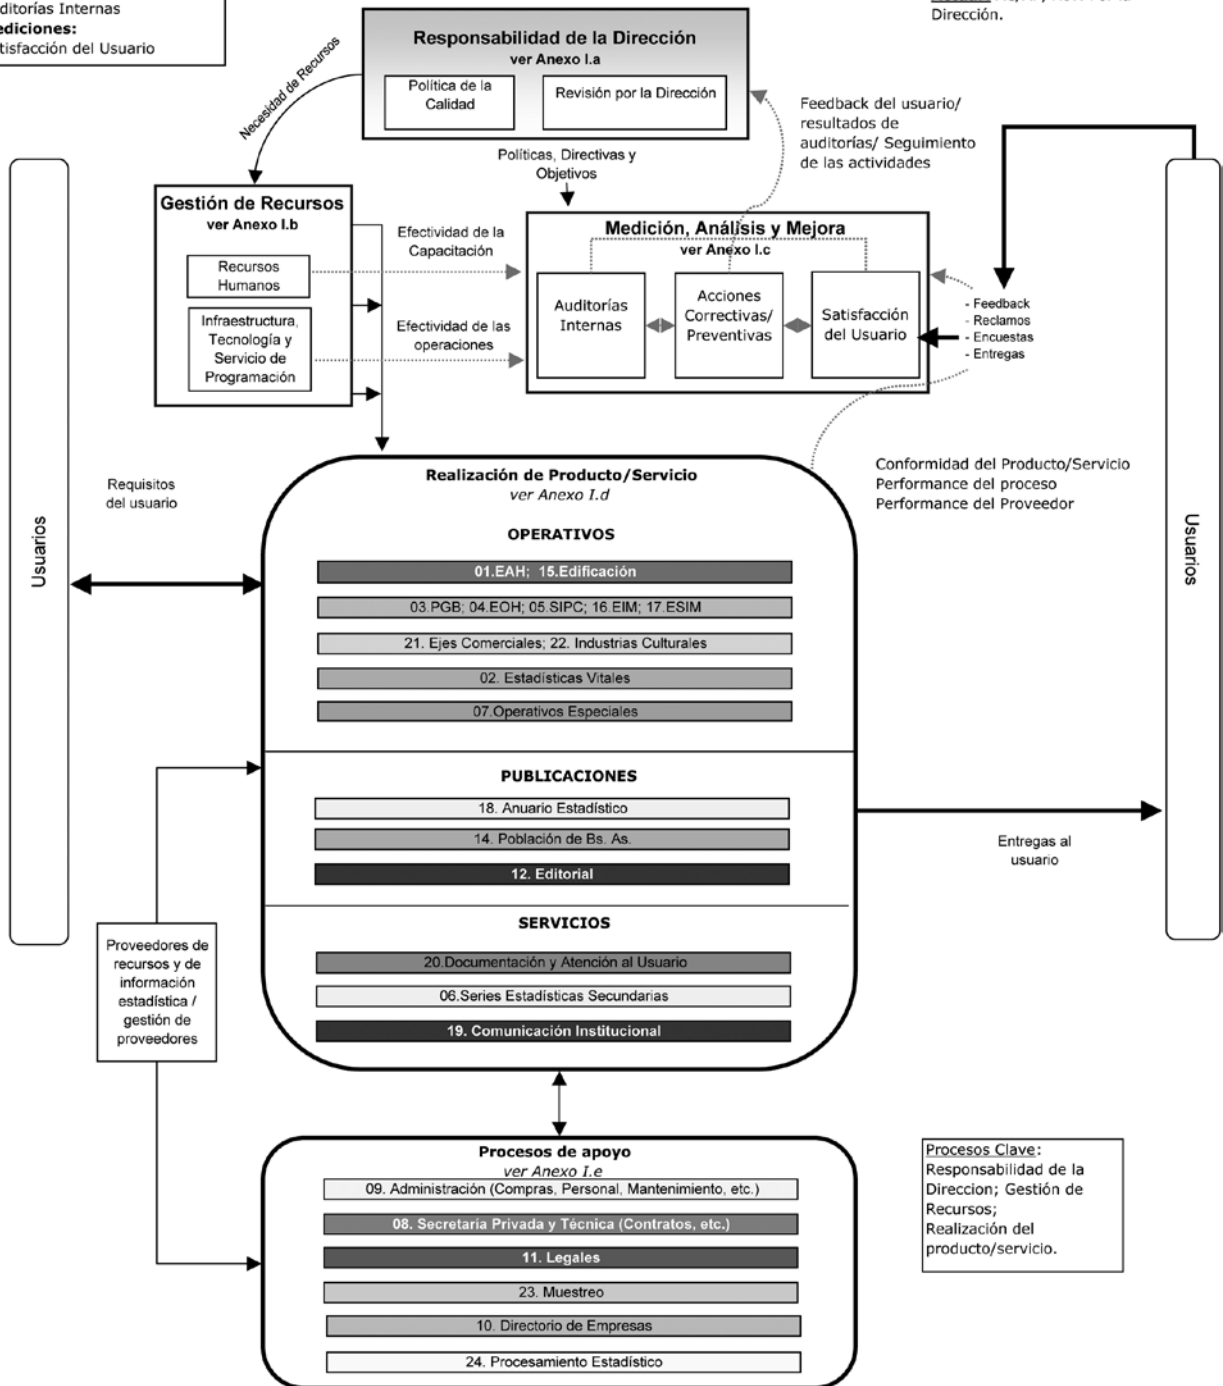 ditorías Internas
ediciones:
tisfacción del Usuario
Dirección.
Responsabilidad de la Dirección
ver Anexo I.a
Política de la
Calidad
Revisión por la Dirección
Necesidad de Recursos
Feedback del usuario/
resultados de
auditorías/ Seguimiento
de las actividades
Políticas, Directivas y
Objetivos
Gestión de Recursos
ver Anexo I.b
Recursos
Humanos
Infraestructura,
Tecnología y
Servicio de
Programación
Efectividad de la
Capacitación
Efectividad de las
operaciones
Medición, Análisis y Mejora
ver Anexo I.c
Auditorías
Internas
Acciones
Correctivas/
Preventivas
Satisfacción
del Usuario
- Feedback
- Reclamos
- Encuestas
- Entregas
Usuarios
Requisitos
del usuario
Conformidad del Producto/Servicio
Performance del proceso
Performance del Proveedor
Usuarios
Realización de Producto/Servicio
ver Anexo I.d
OPERATIVOS
01.EAH; 15.Edificación
03.PGB; 04.EOH; 05.SIPC; 16.EIM; 17.ESIM
21. Ejes Comerciales; 22. Industrias Culturales
02. Estadísticas Vitales
07.Operativos Especiales
PUBLICACIONES
18. Anuario Estadístico
14. Población de Bs. As.
12. Editorial
SERVICIOS
20.Documentación y Atención al Usuario
06.Series Estadísticas Secundarias
19. Comunicación Institucional
Entregas al
usuario
Proveedores de
recursos y de
información
estadística /
gestión de
proveedores
Procesos de apoyo
ver Anexo I.e
09. Administración (Compras, Personal, Mantenimiento, etc.)
08. Secretaría Privada y Técnica (Contratos, etc.)
11. Legales
23. Muestreo
10. Directorio de Empresas
24. Procesamiento Estadístico
Procesos Clave:
Responsabilidad de la
Direccion; Gestión de
Recursos;
Realización del
producto/servicio.